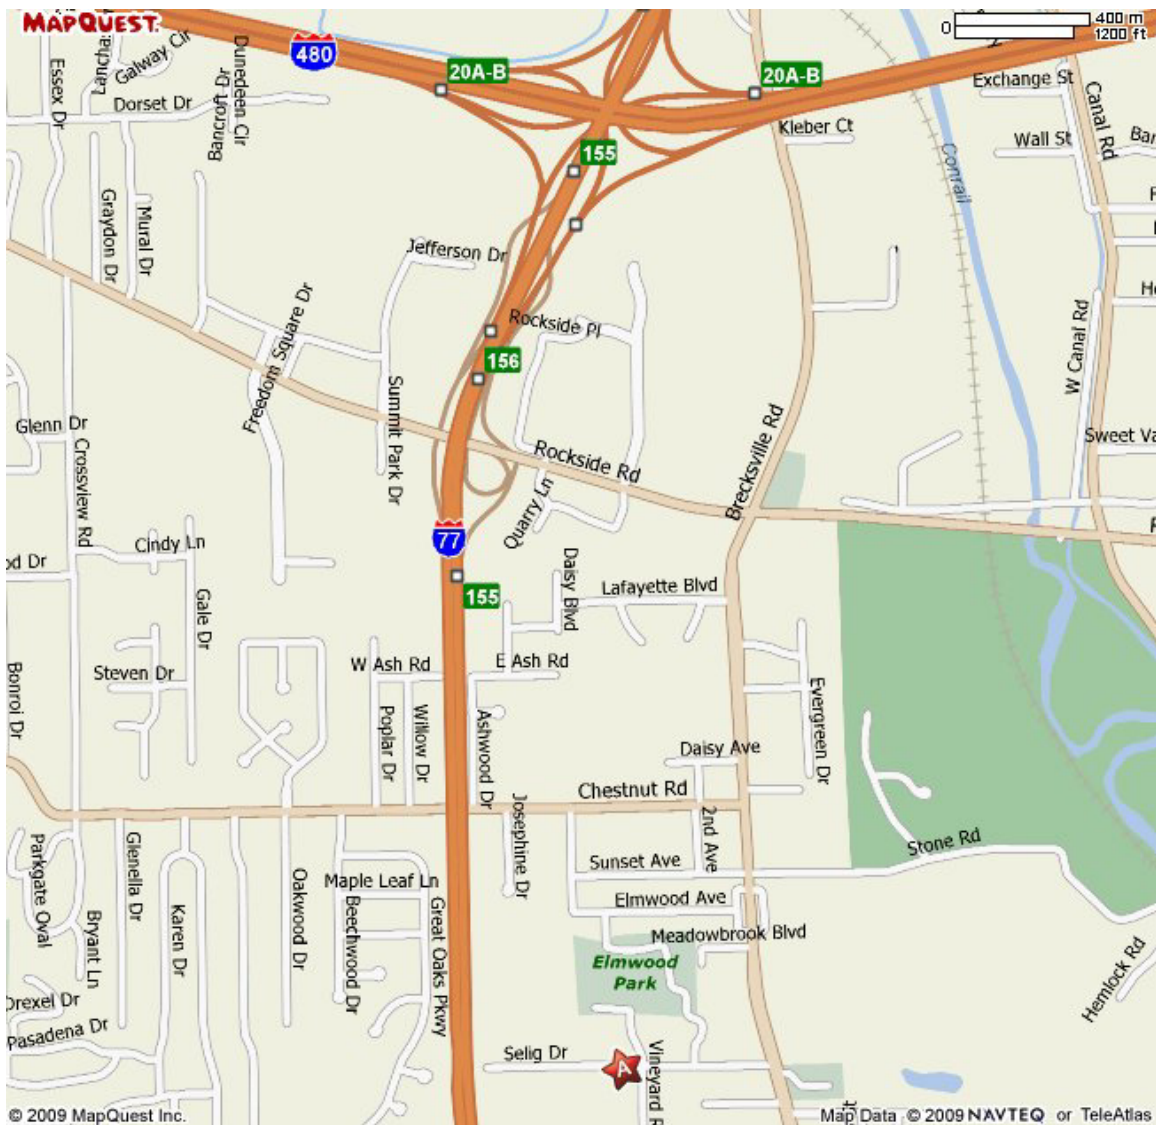 MAPQUEST.
400 m
0
1200 ft
480
20A-B
20A-B
Galway Cir
Dunedeen Cir
Essex Dr
Dorset Dr
Bancroft Dr
Exchange St
Kleber Ct
Wall St
Canal Rd
155
Conrail
Graydon Dr
Mural Dr
Jefferson Dr
Freedom Square Dr
Rockside Pl
156
W Canal Rd
Summit Park Dr
Glenn Dr
Crossview Rd
Rockside Rd
Brecksville Rd
Sweet Va
Quarry Ln
77
Cindy Ln
od Dr
155
Daisy Blvd
Lafayette Blvd
Gale Dr
Steven Dr
W Ash Rd
E Ash Rd
Bonroi Dr
Poplar Dr
Willow Dr
Ashwood Dr
Evergreen Dr
Daisy Ave
Chestnut Rd
Josephine Dr
2nd Ave
Parkgate Oval
Glenella Dr
Sunset Ave
Stone Rd
Maple Leaf Ln
Elmwood Ave
Bryant Ln
Karen Dr
Oakwood Dr
Beechwood Dr
Great Oaks Pkwy
Meadowbrook Blvd
Elmwood
Park
Hemlock Rd
Drexel Dr
Pasadena Dr
Selig Dr
A
Vineyard R
© 2009 MapQuest Inc.
Map Data © 2009 NAVTEQ or TeleAtlas